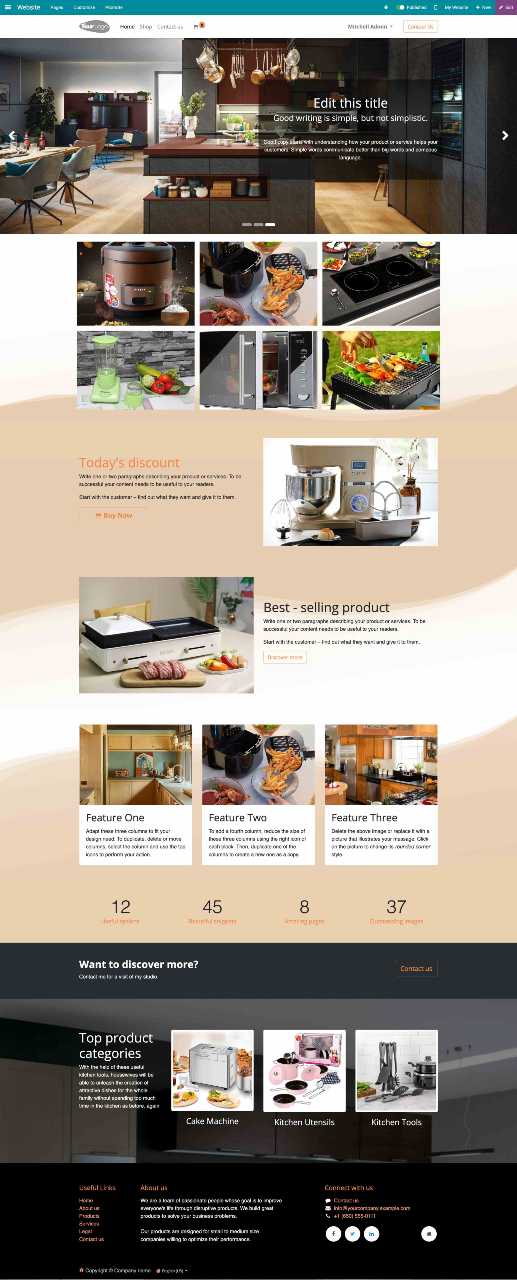 Website Pages Customize Promote Published My Website New Edit
YourLogo Home Shop Contact us Mitchell Admin Contact Us
Edit this title
Good writing is simple, but not simplistic.
Good copy starts with understanding how your product or service helps your
customers. Simple words communicate better than big words and pompous
language.
Today's discount
Write one or two paragraphs describing your product or services. To be
successful your content needs to be useful to your readers.
Start with the customer – find out what they want and give it to them.
Buy Now
Best - selling product
Write one or two paragraphs describing your product or services. To be
successful your content needs to be useful to your readers.
Start with the customer – find out what they want and give it to them.
Discover more
Feature One
Adapt these three columns to fit your
design need. To duplicate, delete or move
columns, select the column and use the top
icons to perform your action.
Feature Two
To add a fourth column, reduce the size of
these three columns using the right icon of
each block. Then, duplicate one of the
columns to create a new one as a copy.
Feature Three
Delete the above image or replace it with a
picture that illustrates your message. Click
on the picture to change its rounded corner
style.
12 45 8 37
Useful options Beautiful snippets Amazing pages Outstanding images
Want to discover more?
Contact me for a visit of my studio.
Contact us
Top product
categories
With the help of these useful
kitchen tools, housewives will be
able to unleash the creation of
attractive dishes for the whole
family without spending too much
time in the kitchen as before. again
Cake Machine
Kitchen Utensils
Kitchen Tools
Useful Links
Home
About us
Products
Services
Legal
Contact us
About us
We are a team of passionate people whose goal is to improve
everyone's life through disruptive products. We build great
products to solve your business problems.
Our products are designed for small to medium size
companies willing to optimize their performance.
Connect with us
Contact us
info@yourcompany.example.com
+1 (650) 555-0111
Copyright © Company name English (US)